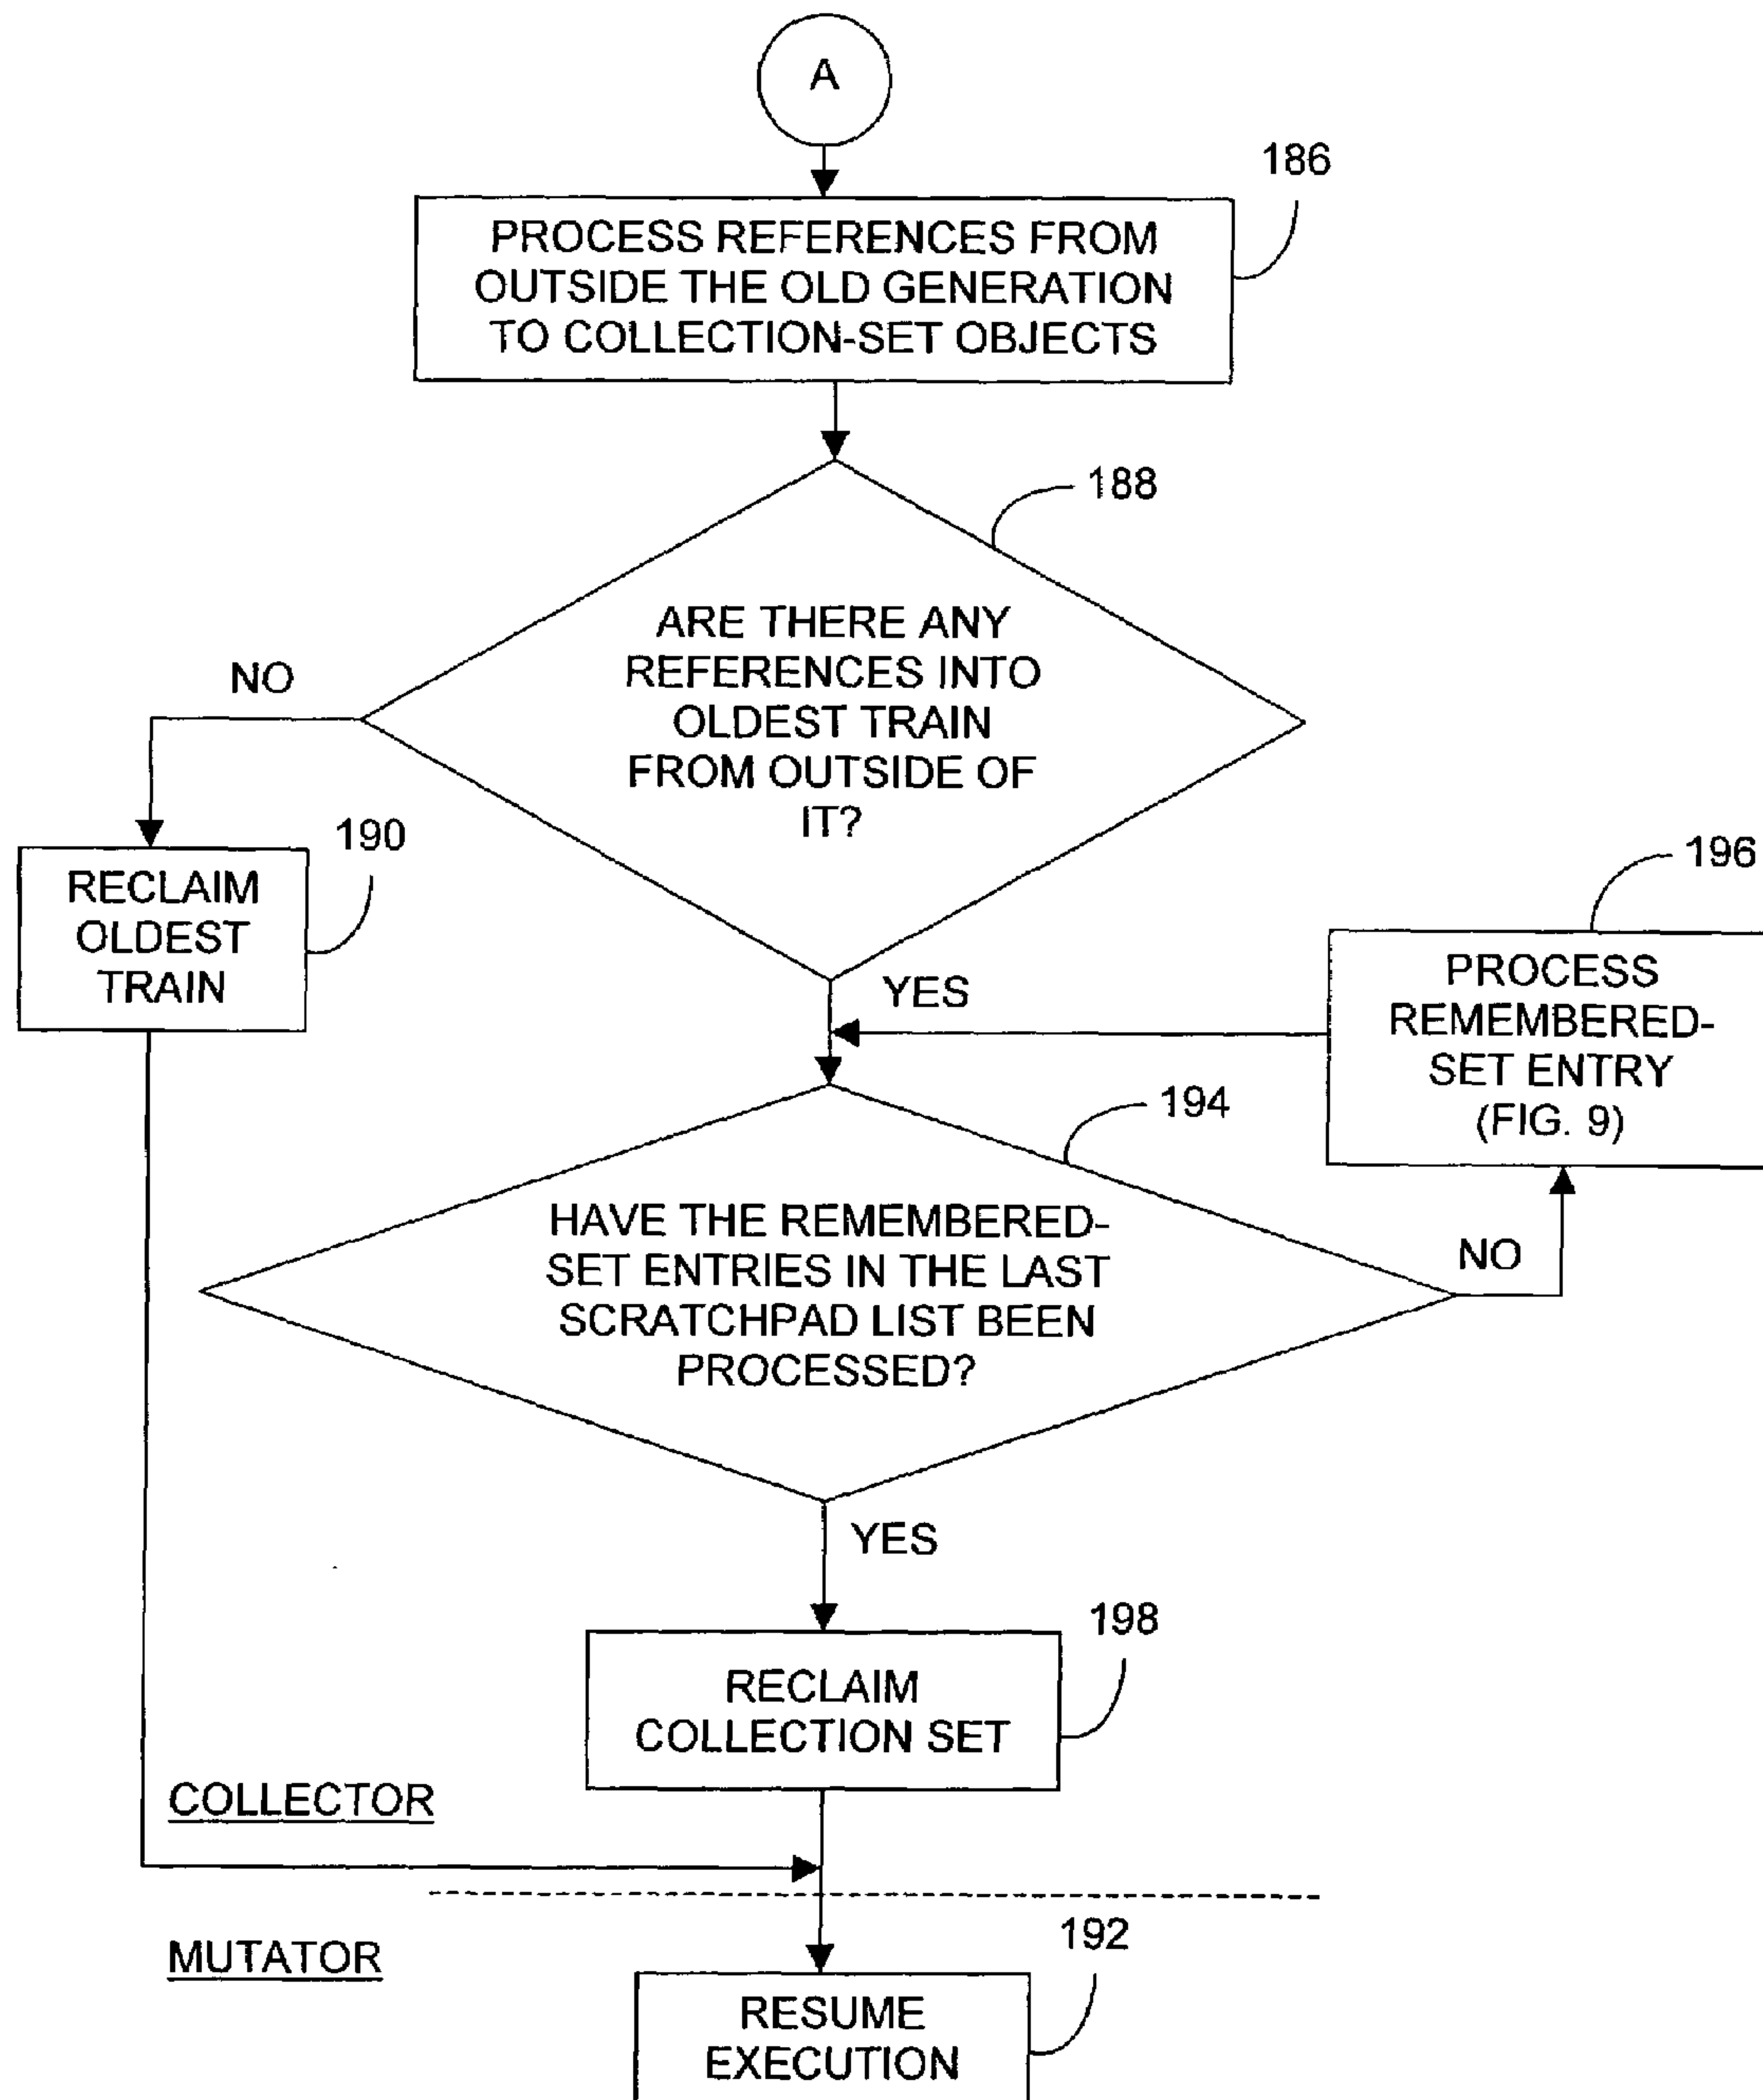 A
186
PROCESS REFERENCES FROM
OUTSIDE THE OLD GENERATION
TO COLLECTION-SET OBJECTS
188
ARE THERE ANY
REFERENCES INTO
OLDEST TRAIN
FROM OUTSIDE OF
IT?
NO
190
RECLAIM
OLDEST
TRAIN
YES
196
PROCESS
REMEMBERED-
SET ENTRY
(FIG. 9)
194
HAVE THE REMEMBERED-
SET ENTRIES IN THE LAST
SCRATCHPAD LIST BEEN
PROCESSED?
NO
YES
198
RECLAIM
COLLECTION SET
COLLECTOR
MUTATOR
192
RESUME
EXECUTION